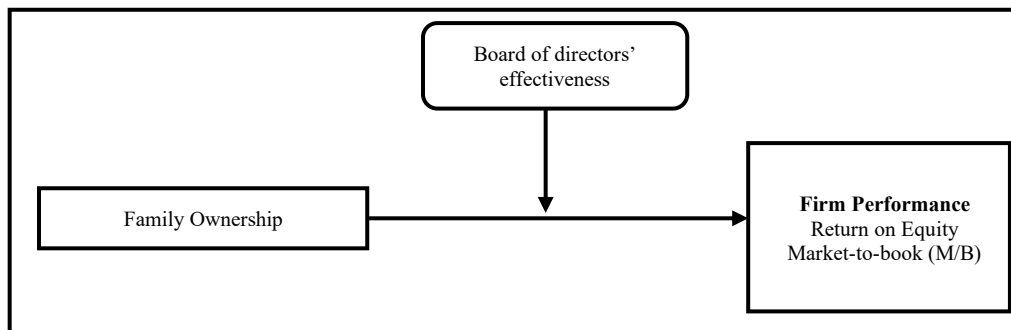 Board of directors’
effectiveness
Family Ownership
Firm Performance
Return on Equity
Market-to-book (M/B)